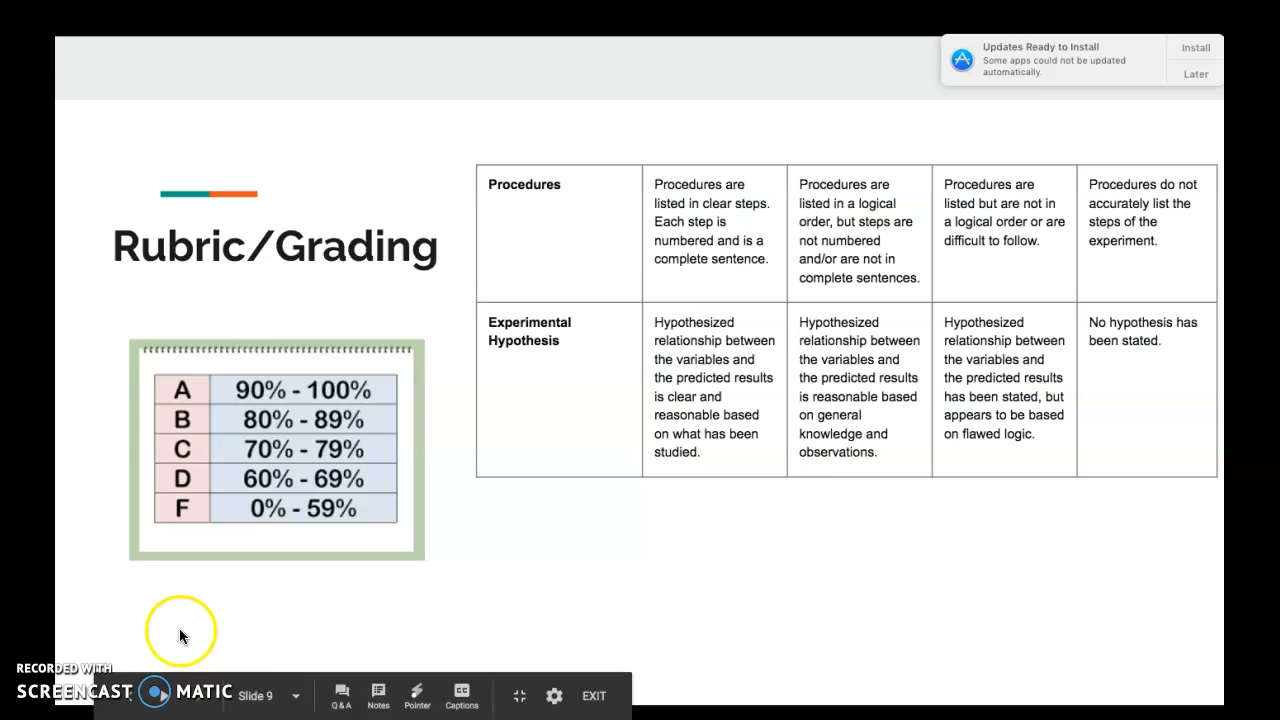 Updates Ready to Install
Some apps could not be updated
automatically.
Install
Later
Rubric/Grading
A 90% - 100%
B 80% - 89%
C 70% - 79%
D 60% - 69%
F 0% - 59%
Procedures
Procedures are
listed in clear steps.
Each step is
numbered and is a
complete sentence.
Procedures are
listed in a logical
order, but steps are
not numbered
and/or are not in
complete sentences.
Procedures are
listed but are not in
a logical order or are
difficult to follow.
Procedures do not
accurately list the
steps of the
experiment.
Experimental
Hypothesis
Hypothesized
relationship between
the variables and
the predicted results
is clear and
reasonable based
on what has been
studied.
Hypothesized
relationship between
the variables and
the predicted results
is reasonable based
on general
knowledge and
observations.
Hypothesized
relationship between
the variables and
the predicted results
has been stated, but
appears to be based
on flawed logic.
No hypothesis has
been stated.
RECORDED WITH
SCREENCAST MATIC
Slide 9
Q & A
Notes
Pointer
CC
Captions
EXIT